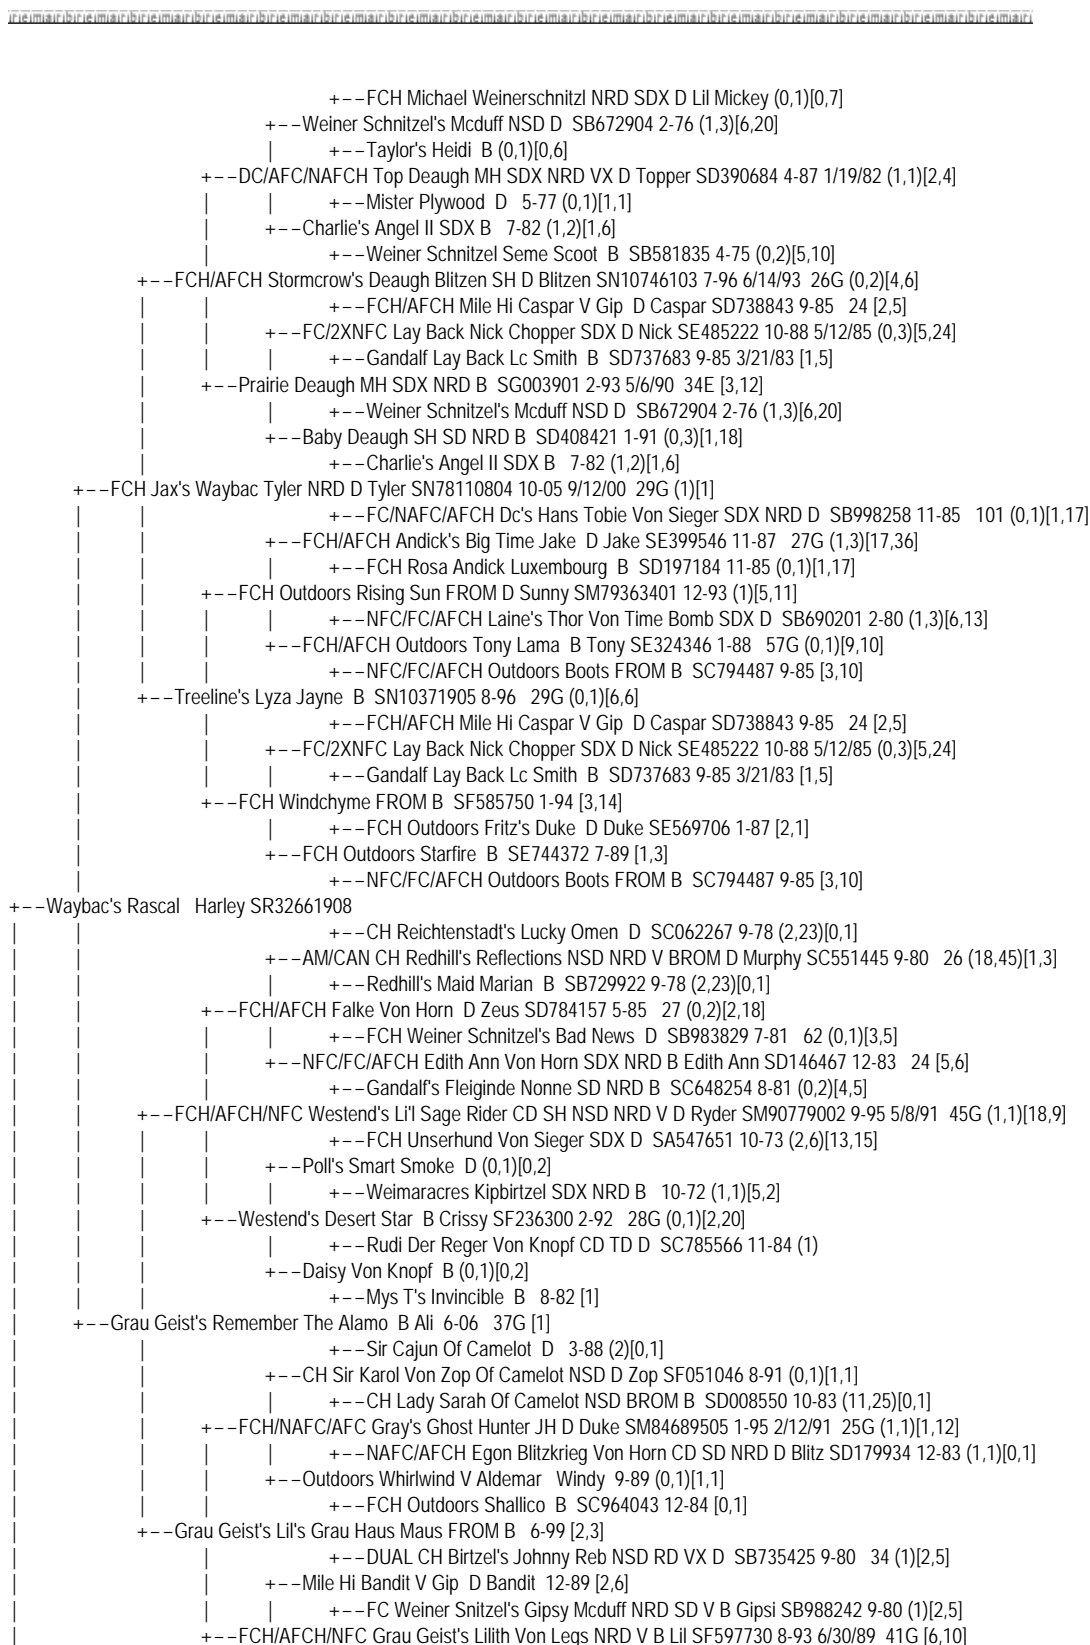 +--FCH Michael Weinerschnitzl NRD SDX D Lil Mickey (0,1)[0,7]
+--Weiner Schnitzel's Mcduff NSD D SB672904 2-76 (1,3)[6,20]
| +--Taylor's Heidi B (0,1)[0,6]
+--DC/AFC/NAFCH Top Deaugh MH SDX NRD VX D Topper SD390684 4-87 1/19/82 (1,1)[2,4]
| | +--Mister Plywood D 5-77 (0,1)[1,1]
| +--Charlie's Angel II SDX B 7-82 (1,2)[1,6]
| +--Weiner Schnitzel Seme Scoot B SB581835 4-75 (0,2)[5,10]
+--FCH/AFCH Stormcrow's Deaugh Blitzen SH D Blitzen SN10746103 7-96 6/14/93 26G (0,2)[4,6]
| | +--FCH/AFCH Mile Hi Caspar V Gip D Caspar SD738843 9-85 24 [2,5]
| | +--FC/2XNFC Lay Back Nick Chopper SDX D Nick SE485222 10-88 5/12/85 (0,3)[5,24]
| | | +--Gandalf Lay Back Lc Smith B SD737683 9-85 3/21/83 [1,5]
| +--Prairie Deaugh MH SDX NRD B SG003901 2-93 5/6/90 34E [3,12]
| | +--Weiner Schnitzel's Mcduff NSD D SB672904 2-76 (1,3)[6,20]
| +--Baby Deaugh SH SD NRD B SD408421 1-91 (0,3)[1,18]
| +--Charlie's Angel II SDX B 7-82 (1,2)[1,6]
+--FCH Jax's Waybac Tyler NRD D Tyler SN78110804 10-05 9/12/00 29G (1)[1]
| | +--FC/NAFC/AFCH Dc's Hans Tobie Von Sieger SDX NRD D SB998258 11-85 101 (0,1)[1,17]
| | +--FCH/AFCH Andick's Big Time Jake D Jake SE399546 11-87 27G (1,3)[17,36]
| | | +--FCH Rosa Andick Luxembourg B SD197184 11-85 (0,1)[1,17]
| | +--FCH Outdoors Rising Sun FROM D Sunny SM79363401 12-93 (1)[5,11]
| | | | +--NFC/FC/AFCH Laine's Thor Von Time Bomb SDX D SB690201 2-80 (1,3)[6,13]
| | | +--FCH/AFCH Outdoors Tony Lama B Tony SE324346 1-88 57G (0,1)[9,10]
| | | +--NFC/FC/AFCH Outdoors Boots FROM B SC794487 9-85 [3,10]
| +--Treeline's Lyza Jayne B SN10371905 8-96 29G (0,1)[6,6]
| | +--FCH/AFCH Mile Hi Caspar V Gip D Caspar SD738843 9-85 24 [2,5]
| | +--FC/2XNFC Lay Back Nick Chopper SDX D Nick SE485222 10-88 5/12/85 (0,3)[5,24]
| | | +--Gandalf Lay Back Lc Smith B SD737683 9-85 3/21/83 [1,5]
| +--FCH Windchyme FROM B SF585750 1-94 [3,14]
| | +--FCH Outdoors Fritz's Duke D Duke SE569706 1-87 [2,1]
| +--FCH Outdoors Starfire B SE744372 7-89 [1,3]
| +--NFC/FC/AFCH Outdoors Boots FROM B SC794487 9-85 [3,10]
+--Waybac's Rascal Harley SR32661908
| | +--CH Reichtenstadt's Lucky Omen D SC062267 9-78 (2,23)[0,1]
| | +--AM/CAN CH Redhill's Reflections NSD NRD V BROM D Murphy SC551445 9-80 26 (18,45)[1,3]
| | | +--Redhill's Maid Marian B SB729922 9-78 (2,23)[0,1]
| | +--FCH/AFCH Falke Von Horn D Zeus SD784157 5-85 27 (0,2)[2,18]
| | | | +--FCH Weiner Schnitzel's Bad News D SB983829 7-81 62 (0,1)[3,5]
| | | +--NFC/FC/AFCH Edith Ann Von Horn SDX NRD B Edith Ann SD146467 12-83 24 [5,6]
| | | +--Gandalf's Fleiginde Nonne SD NRD B SC648254 8-81 (0,2)[4,5]
| | +--FCH/AFCH/NFC Westend's Li'l Sage Rider CD SH NSD NRD V D Ryder SM90779002 9-95 5/8/91 45G (1,1)[18,9]
| | | | +--FCH Unserhund Von Sieger SDX D SA547651 10-73 (2,6)[13,15]
| | | | +--Poll's Smart Smoke D (0,1)[0,2]
| | | | | +--Weimaracres Kipbirtzel SDX NRD B 10-72 (1,1)[5,2]
| | | +--Westend's Desert Star B Crissy SF236300 2-92 28G (0,1)[2,20]
| | | | +--Rudi Der Reger Von Knopf CD TD D SC785566 11-84 (1)
| | | +--Daisy Von Knopf B (0,1)[0,2]
| | | +--Mys T's Invincible B 8-82 [1]
| +--Grau Geist's Remember The Alamo B Ali 6-06 37G [1]
| | +--Sir Cajun Of Camelot D 3-88 (2)[0,1]
| | +--CH Sir Karol Von Zop Of Camelot NSD D Zop SF051046 8-91 (0,1)[1,1]
| | | +--CH Lady Sarah Of Camelot NSD BROM B SD008550 10-83 (11,25)[0,1]
| | +--FCH/NAFC/AFC Gray's Ghost Hunter JH D Duke SM84689505 1-95 2/12/91 25G (1,1)[1,12]
| | | | +--NAFC/AFCH Egon Blitzkrieg Von Horn CD SD NRD D Blitz SD179934 12-83 (1,1)[0,1]
| | | +--Outdoors Whirlwind V Aldemar Windy 9-89 (0,1)[1,1]
| | | +--FCH Outdoors Shallico B SC964043 12-84 [0,1]
| +--Grau Geist's Lil's Grau Haus Maus FROM B 6-99 [2,3]
| | +--DUAL CH Birtzel's Johnny Reb NSD RD VX D SB735425 9-80 34 (1)[2,5]
| | +--Mile Hi Bandit V Gip D Bandit 12-89 [2,6]
| | | +--FC Weiner Snitzel's Gipsy Mcduff NRD SD V B Gipsi SB988242 9-80 (1)[2,5]
| +--FCH/AFCH/NFC Grau Geist's Lilith Von Legs NRD V B Lil SF597730 8-93 6/30/89 41G [6,10]